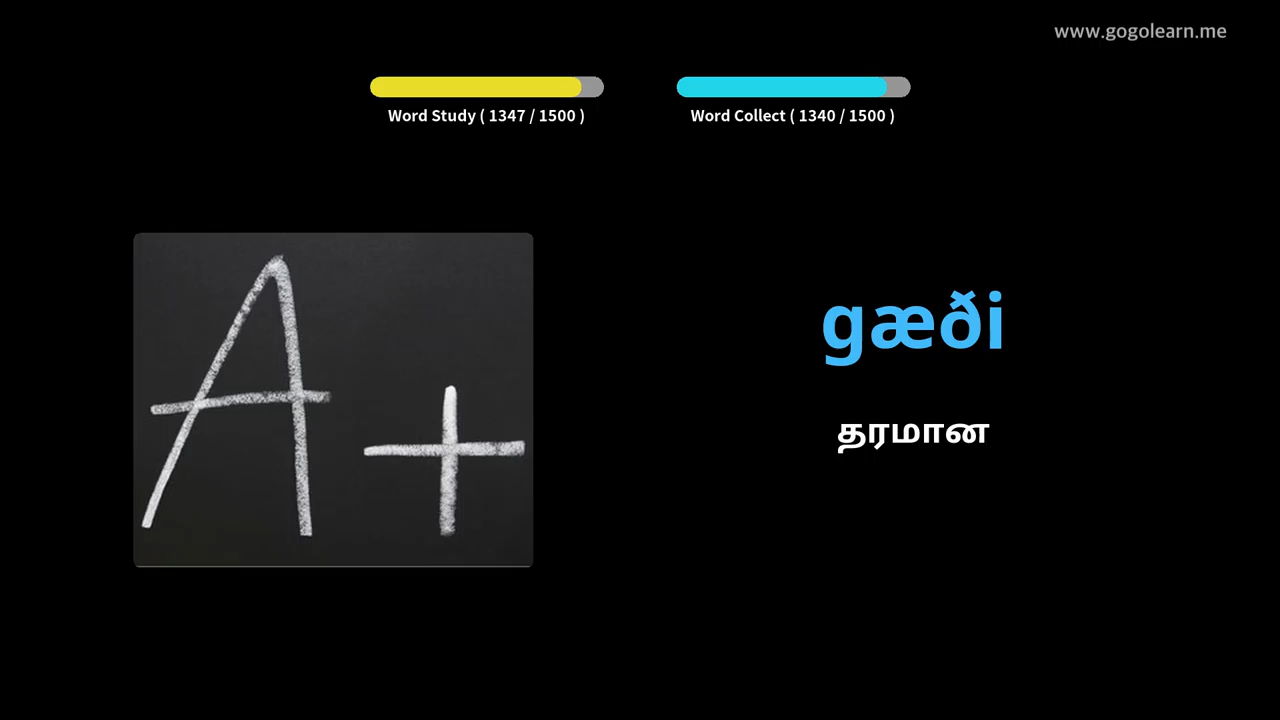 www.gogolearn.me
Word Study ( 1347 / 1500 )
Word Collect ( 1340 / 1500 )
A+
gæði
தரமான